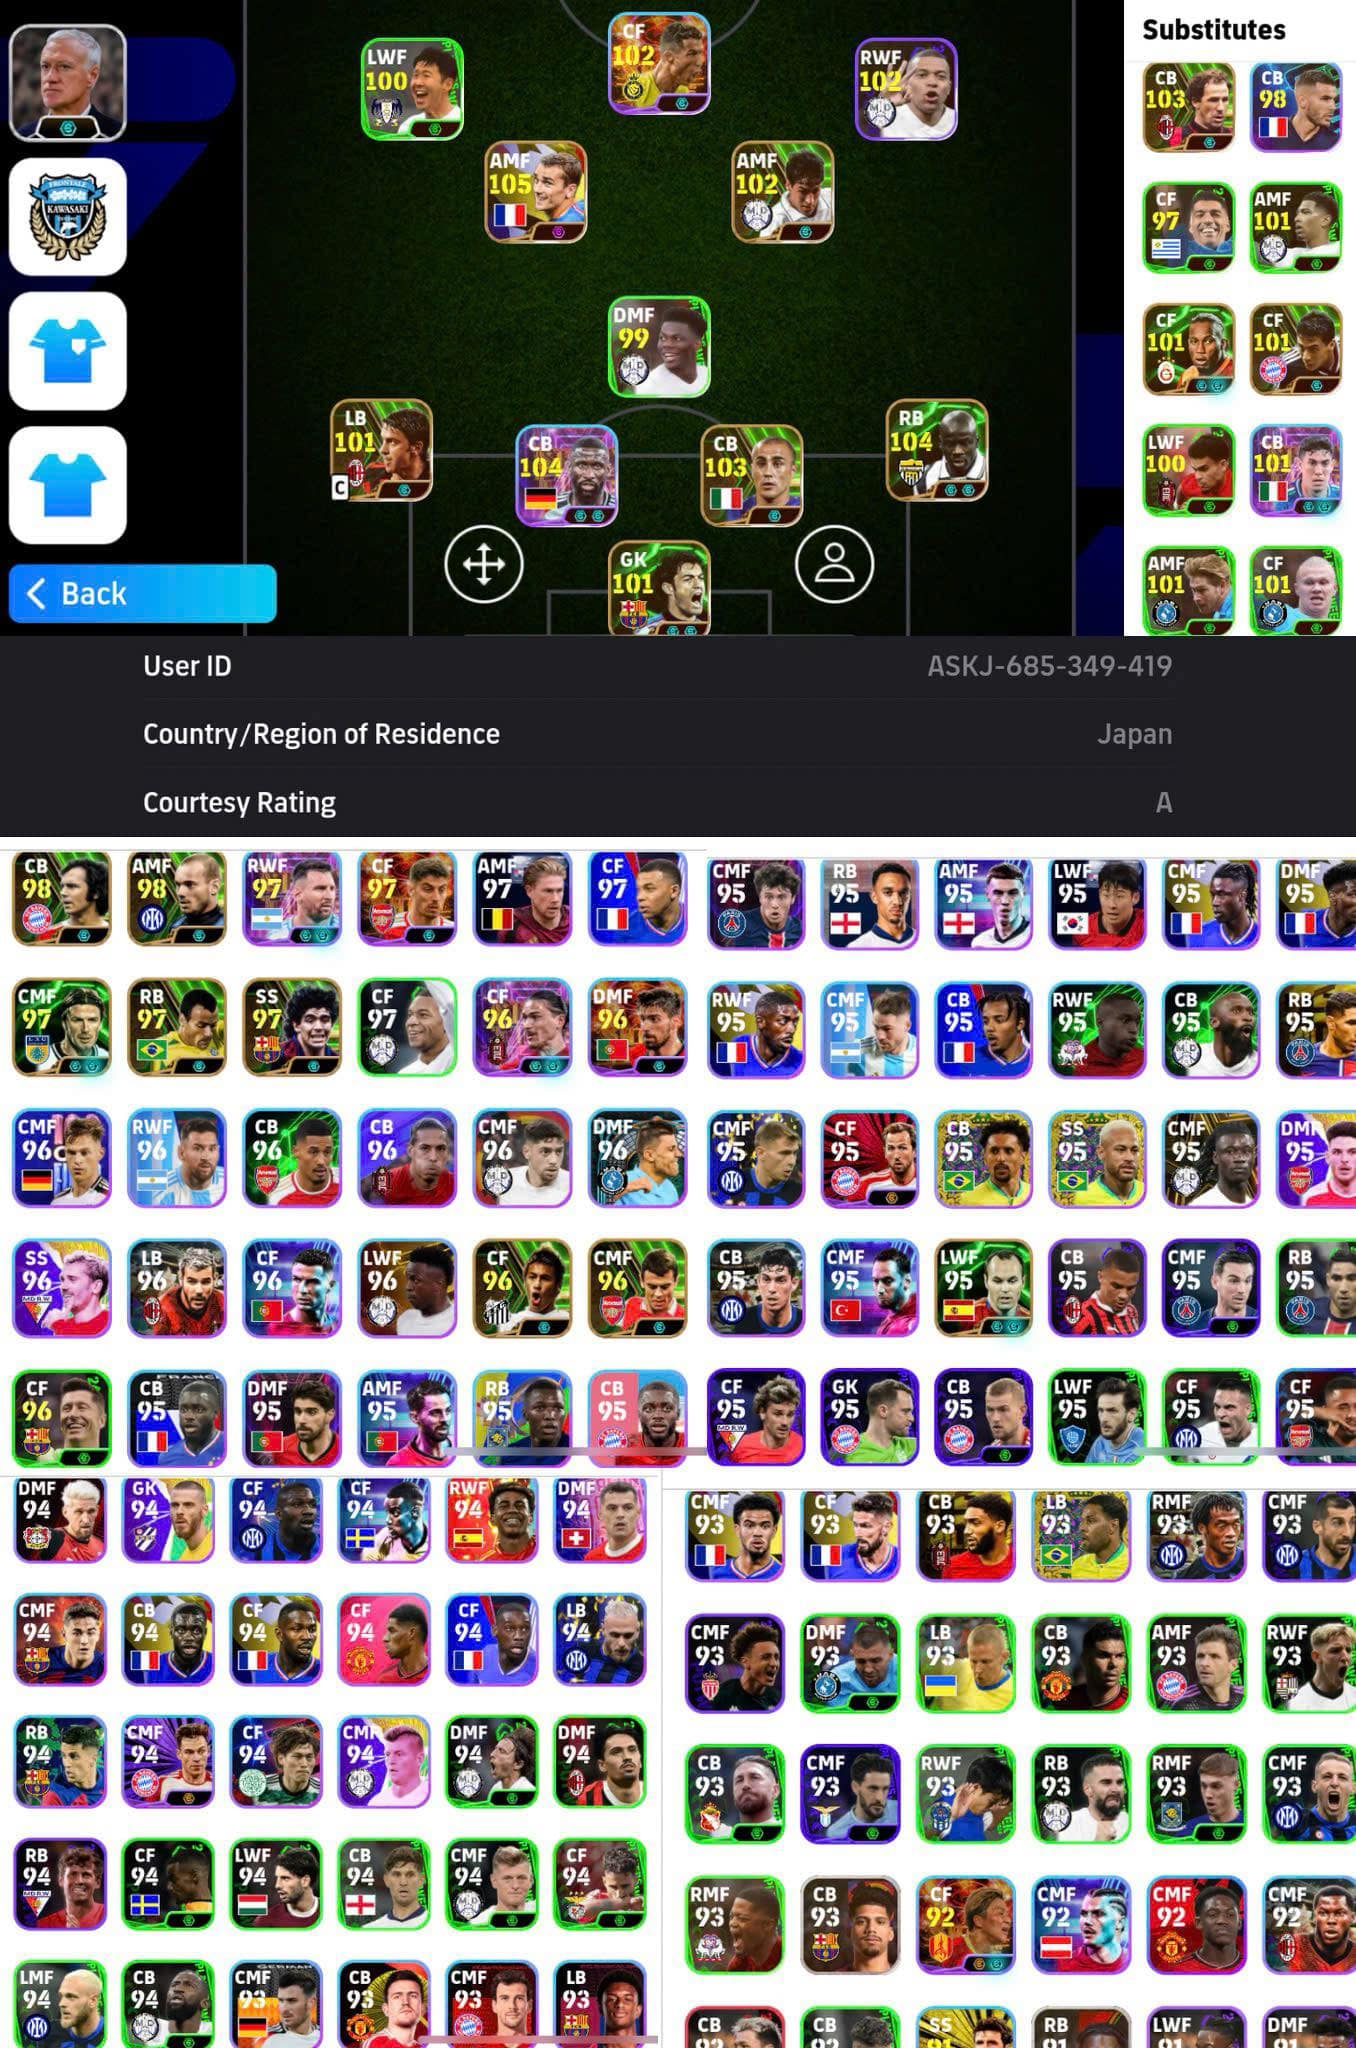 Substitutes
LWF
100
CF
102
RWF
102
AMF
105
AMF
102
DMF
99
LB
101
C
CB
104
CB
103
RB
104
GK
101
FRONTALE
KAWASAKI
Back
CB
103
CB
98
CF
97
AMF
101
CF
101
CF
101
LWF
100
CB
101
AMF
101
CF
101
User ID ASKJ-685-349-419
Country/Region of Residence Japan
Courtesy Rating A
CB AMF RWF CF AMF CF
98 98 97 97 97 97
CMF RB SS CF CF DMF
97 97 97 97 96 96
CMF RWF CB CB CMF DMF
96 96 96 96 96 96
SS LB CF LWF CF CMF
96 96 96 96 96 96
CF CB DMF AMF RB CB
96 95 95 95 95 95
CMF RB AMF LWF CMF DMF
95 95 95 95 95 95
RWF CMF CB RWF CB RB
95 95 95 95 95 95
CMF CF CB SS CMF DMF
95 95 95 95 95 95
CB CMF LWF CB CMF RB
95 95 95 95 95 95
CF GK CB LWF CF CF
95 95 95 95 95 95
DMF GK CF CF RWF DMF
94 94 94 94 94 94
CMF CB CF CF CF LB
94 94 94 94 94 94
RB CMF CF CMF DMF DMF
94 94 94 94 94 94
RB CF LWF CB CMF CF
94 94 94 94 94 94
LMF CB CMF CB CMF LB
94 94 93 93 93 93
CMF CF CB LB RMF CMF
93 93 93 93 93 93
CMF DMF LB CB AMF RWF
93 93 93 93 93 93
CB CMF RWF RB RMF CMF
93 93 93 93 93 93
RMF CB CF CMF CMF CMF
93 93 92 92 92 92
CB CB SS RB LWF DMF